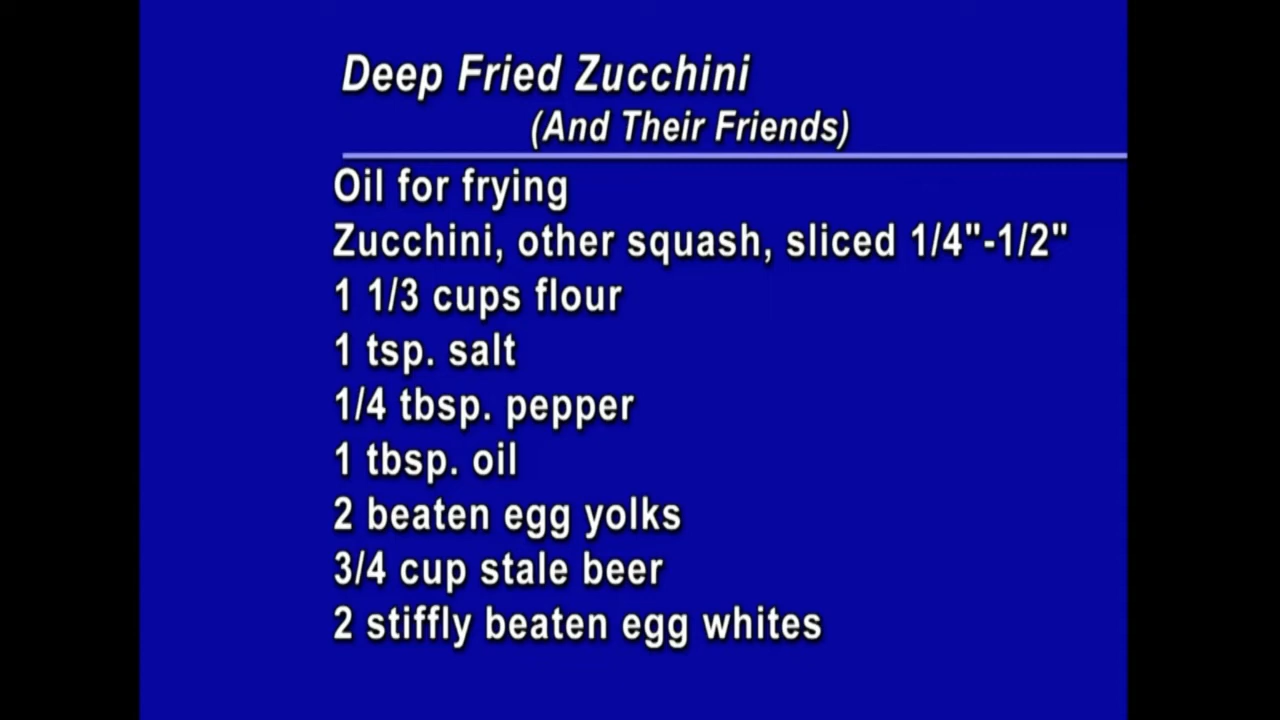 Deep Fried Zucchini
(And Their Friends)
Oil for frying
Zucchini, other squash, sliced 1/4"-1/2"
1 1/3 cups flour
1 tsp. salt
1/4 tbsp. pepper
1 tbsp. oil
2 beaten egg yolks
3/4 cup stale beer
2 stiffly beaten egg whites